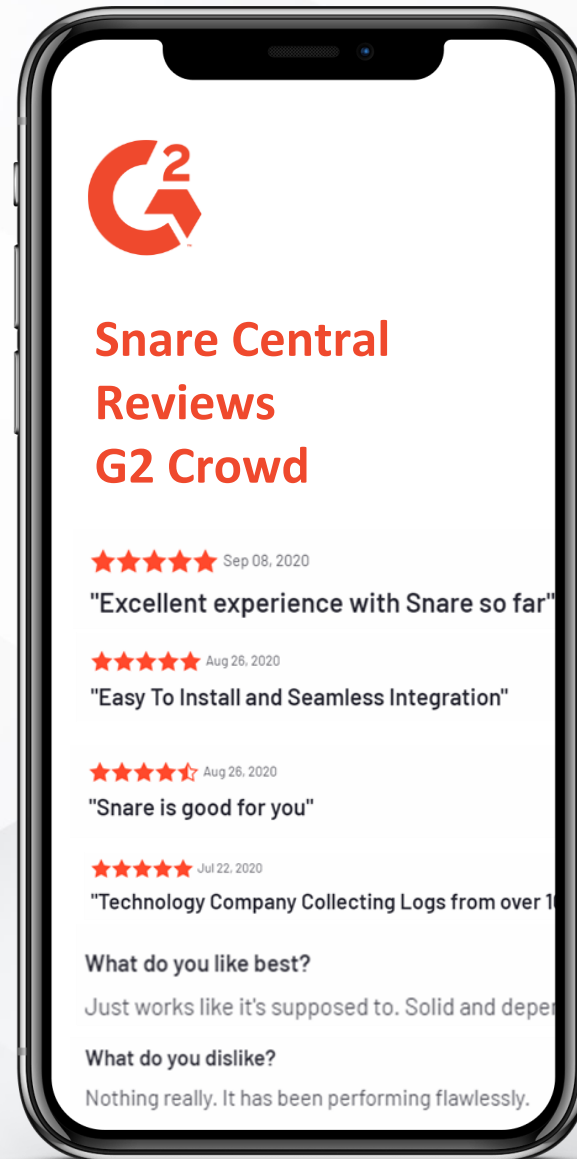 G2
Snare Central
Reviews
G2 Crowd
Sep 08, 2020
"Excellent experience with Snare so far"
Aug 26, 2020
"Easy To Install and Seamless Integration"
Aug 26, 2020
"Snare is good for you"
Jul 22, 2020
"Technology Company Collecting Logs from over
What do you like best?
Just works like it's supposed to. Solid and
What do you dislike?
Nothing really. It has been performing flawlessly.